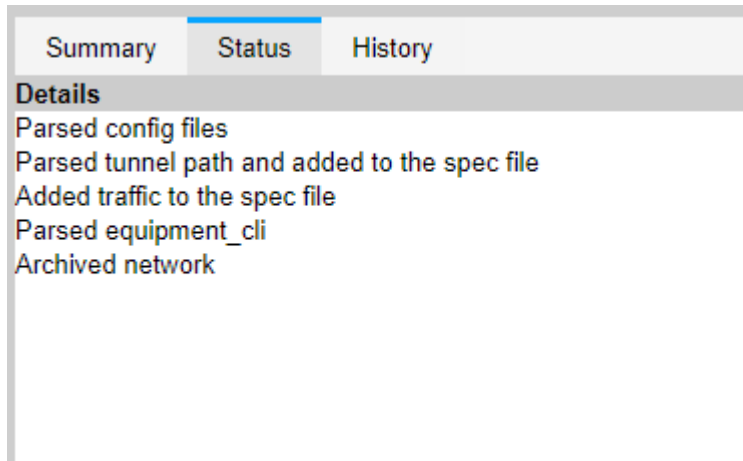 Summary Status History
Details
Parsed config files
Parsed tunnel path and added to the spec file
Added traffic to the spec file
Parsed equipment_cli
Archived network